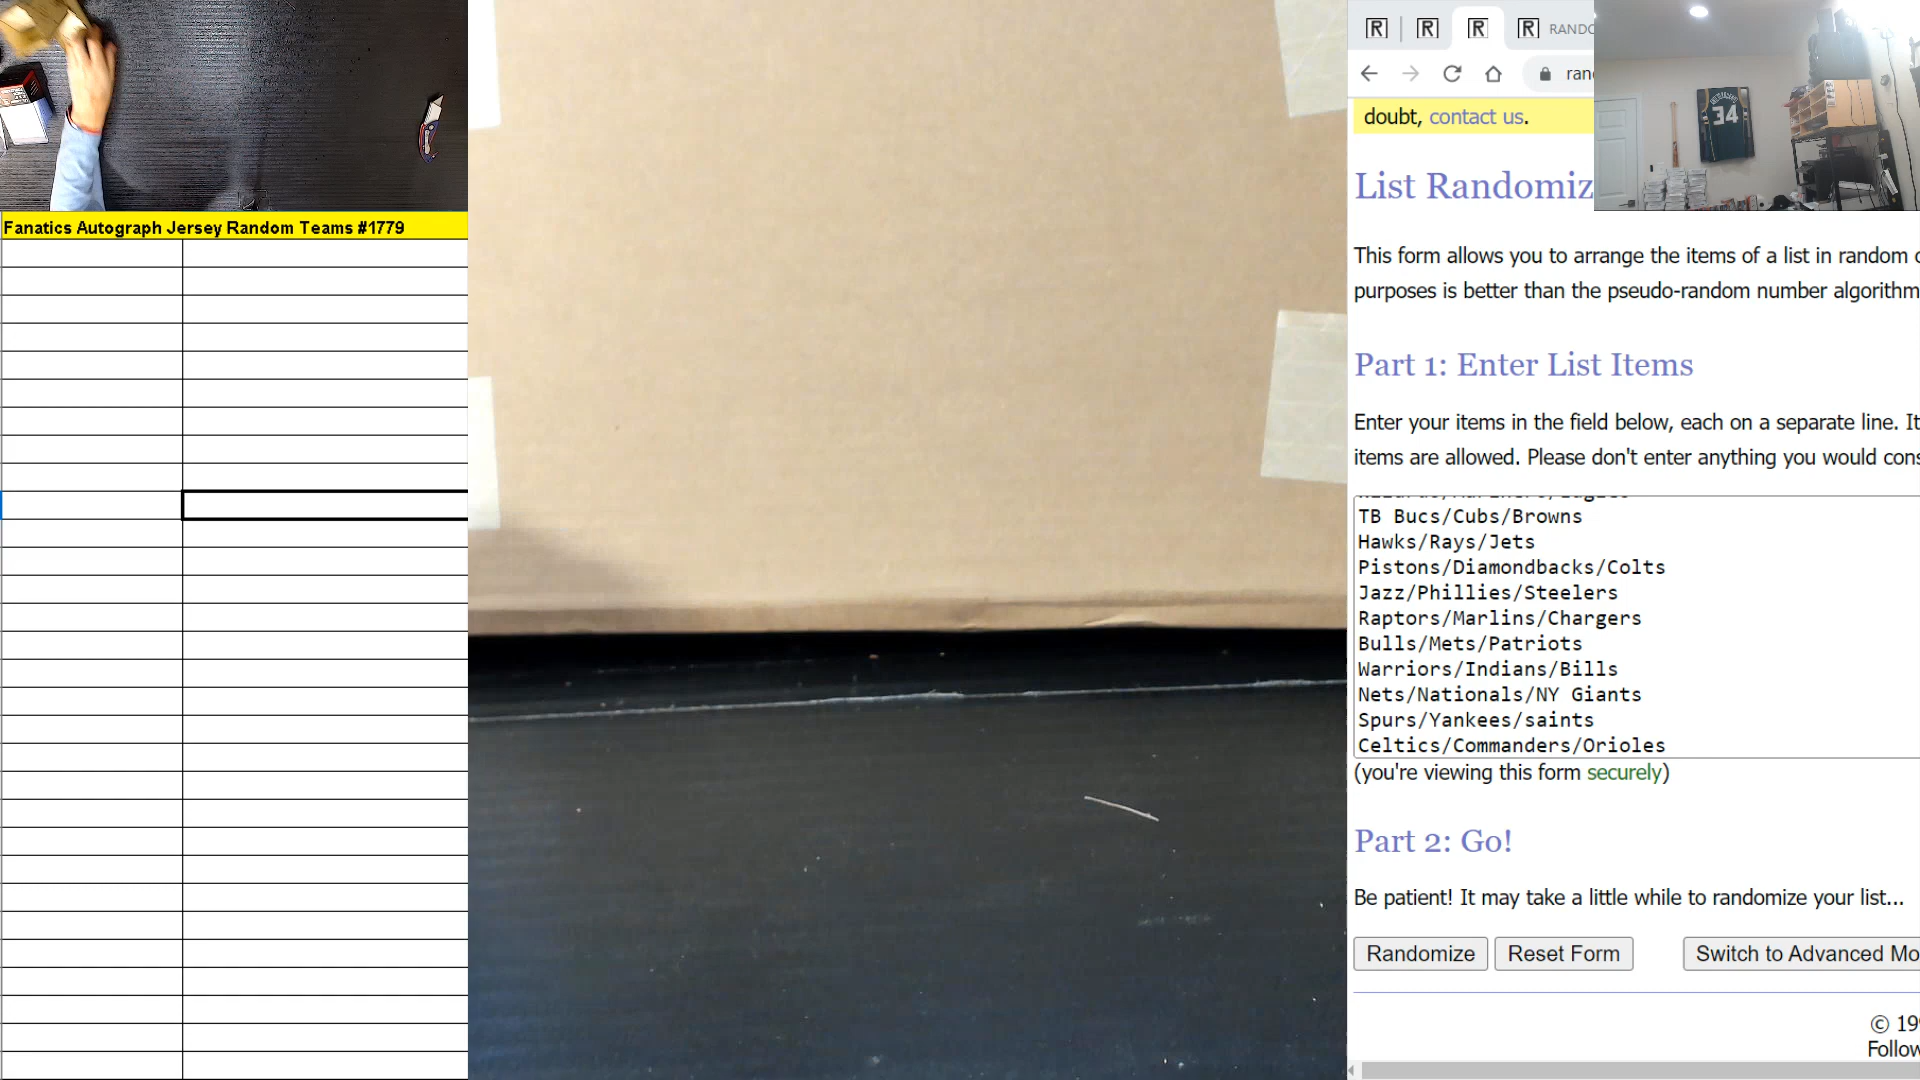 Fanatics Autograph Jersey Random Teams #1779
RANDO
ran
doubt, contact us.
34
List Randomiz
This form allows you to arrange the items of a list in random
purposes is better than the pseudo-random number algorithm
Part 1: Enter List Items
Enter your items in the field below, each on a separate line. It
items are allowed. Please don't enter anything you would cons
TB Bucs/Cubs/Browns
Hawks/Rays/Jets
Pistons/Diamondbacks/Colts
Jazz/Phillies/Steelers
Raptors/Marlins/Chargers
Bulls/Mets/Patriots
Warriors/Indians/Bills
Nets/Nationals/NY Giants
Spurs/Yankees/saints
Celtics/Commanders/Orioles
(you're viewing this form securely)
Part 2: Go!
Be patient! It may take a little while to randomize your list...
Randomize
Reset Form
Switch to Advanced Mo
© 19
Follow